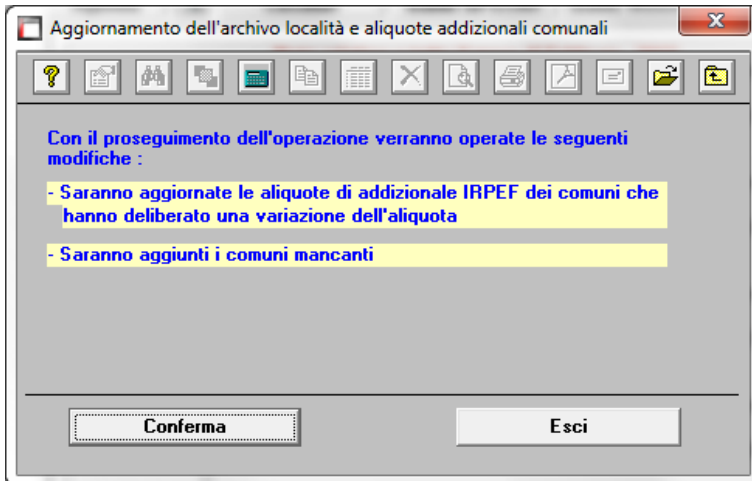 Aggiornamento dell'archivo località e aliquote addizionali comunali
Con il proseguimento dell'operazione verranno operate le seguenti
modifiche :
- Saranno aggiornate le aliquote di addizionale IRPEF dei comuni che
hanno deliberato una variazione dell'aliquota
- Saranno aggiunti i comuni mancanti
Conferma
Esci